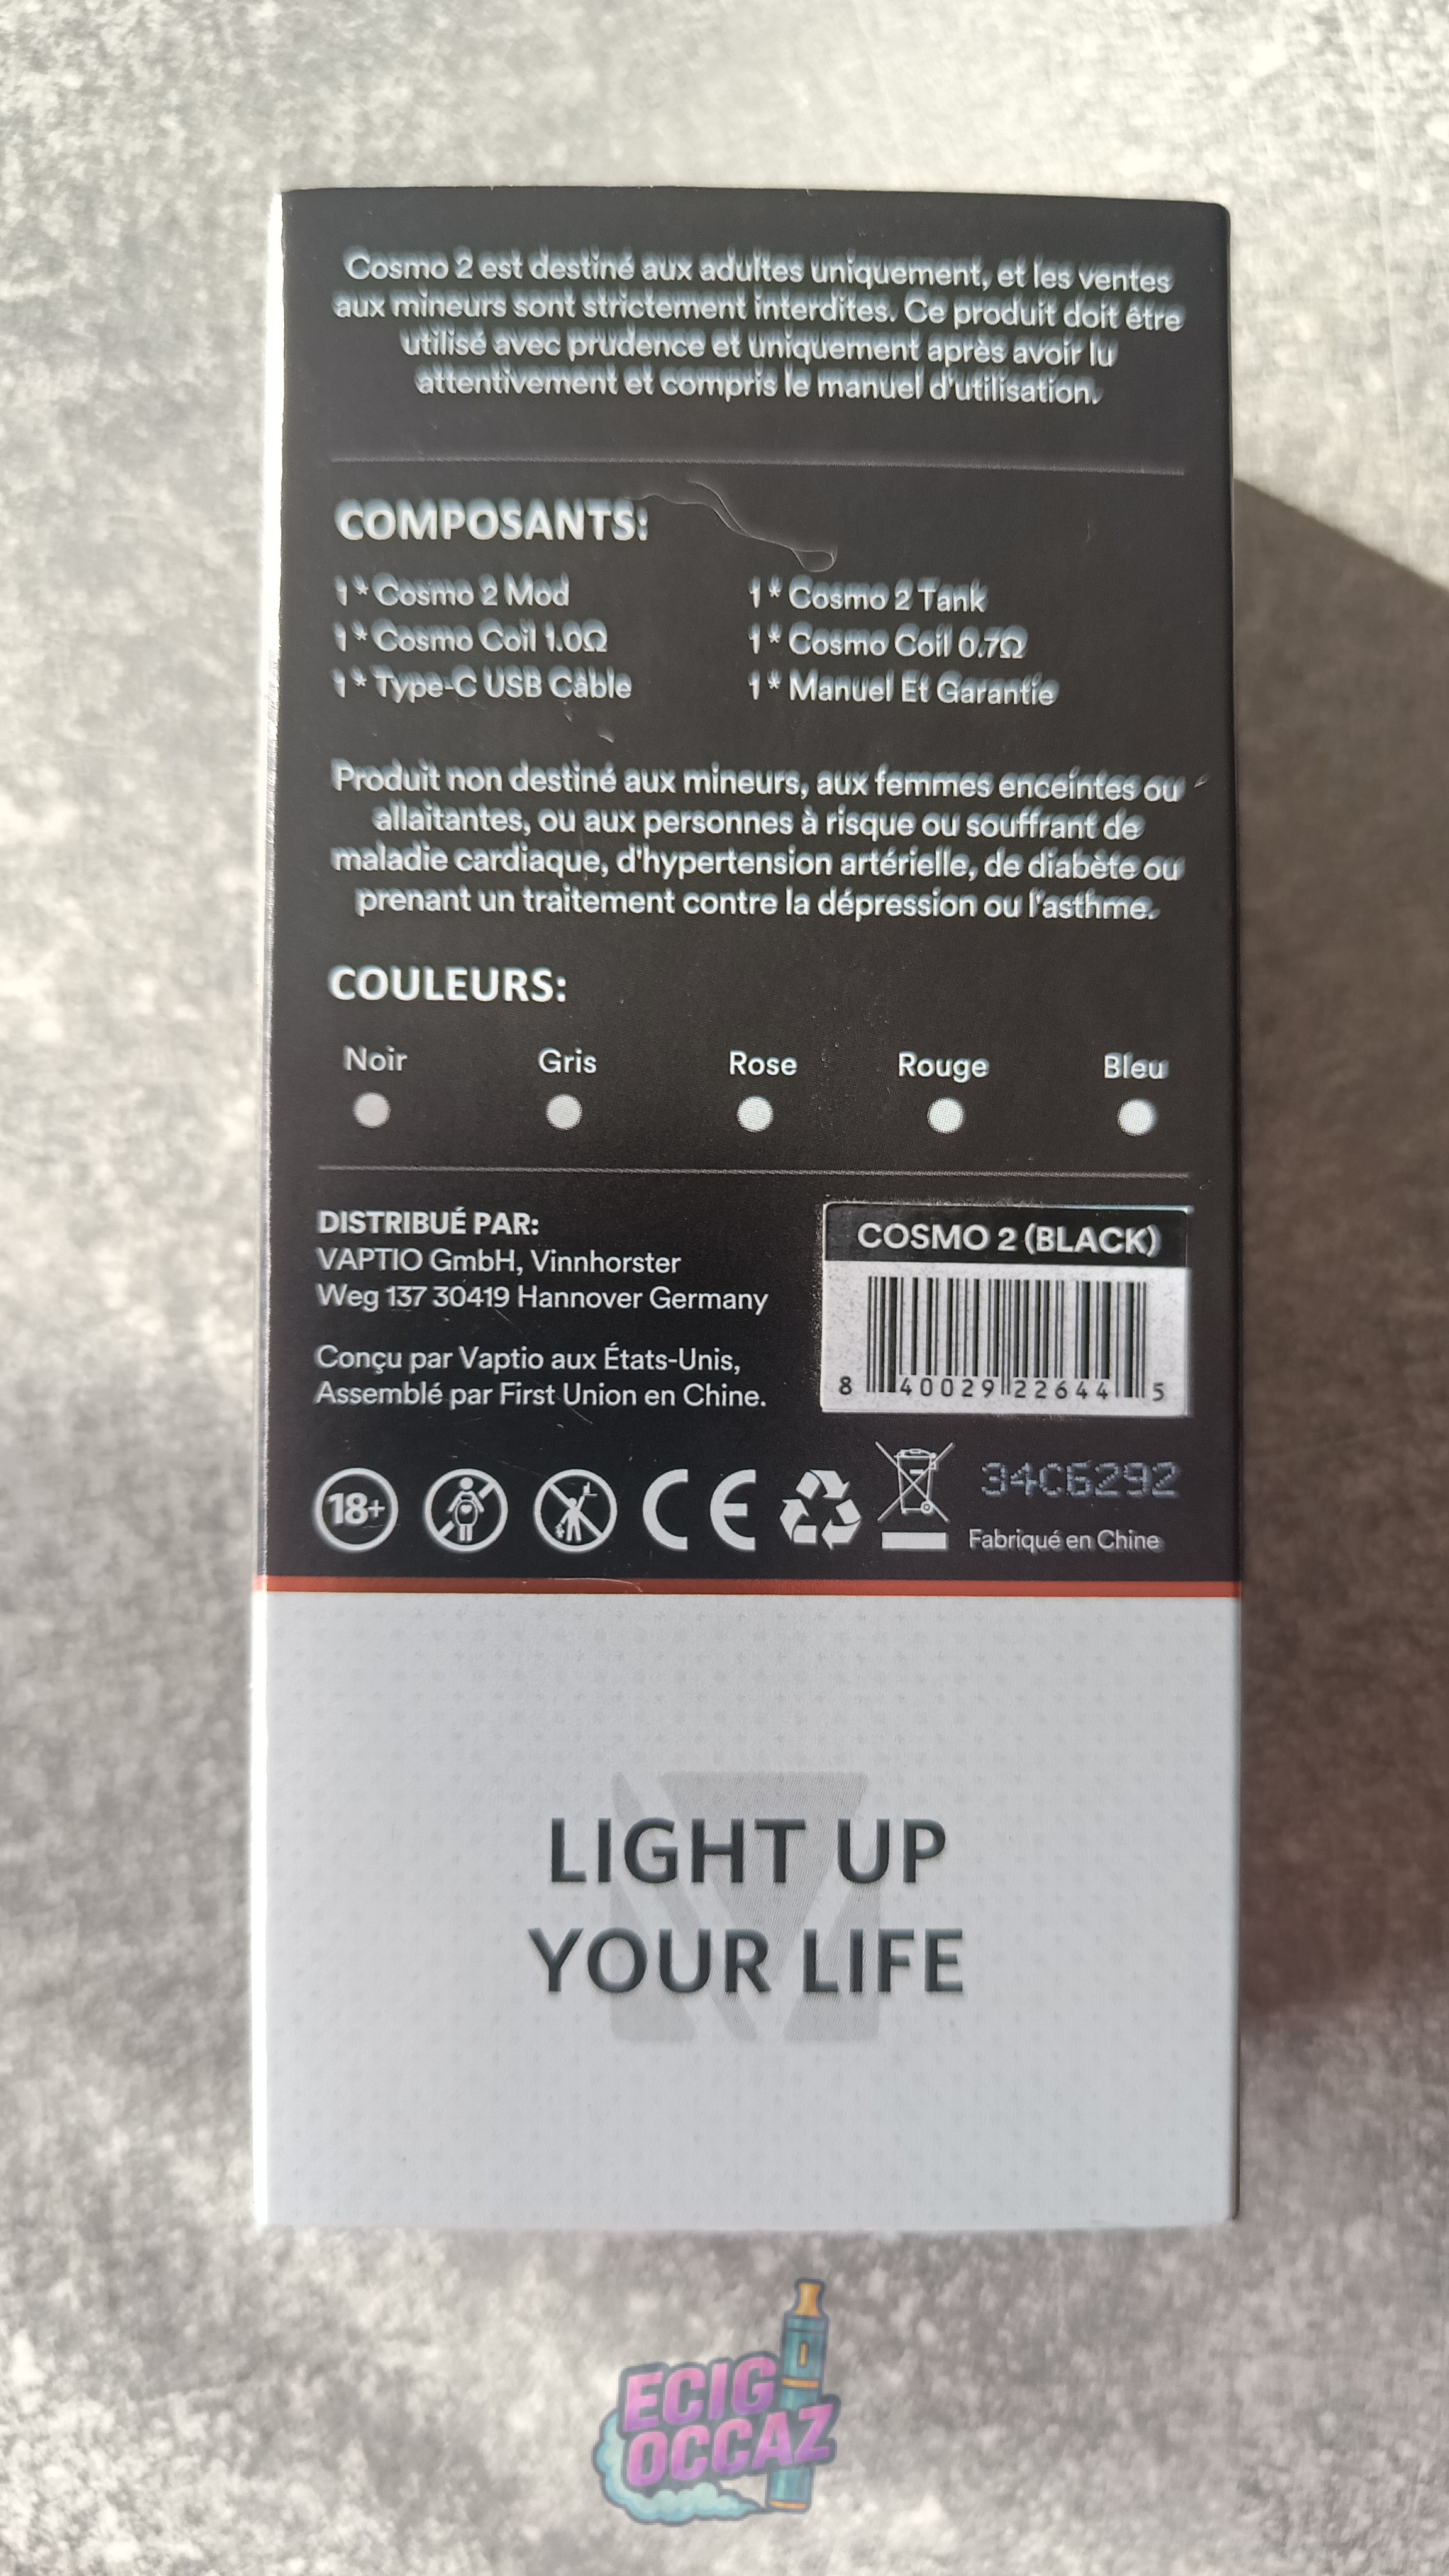 Cosmo 2 est destiné aux adultes uniquement, et les ventes
aux mineurs sont strictement interdites. Ce produit doit être
utilisé avec prudence et uniquement après avoir lu
attentivement et compris le manuel d'utilisation.
COMPOSANTS:
1 * Cosmo 2 Mod
1 * Cosmo 2 Tank
1 * Cosmo Coil 1.0Ω
1 * Cosmo Coil 0.7Ω
1 * Type-C USB Câble
1 * Manuel Et Garantie
Produit non destiné aux mineurs, aux femmes enceintes ou
allaitantes, ou aux personnes à risque ou souffrant de
maladie cardiaque, d'hypertension artérielle, de diabète ou
prenant un traitement contre la dépression ou l'asthme.
COULEURS:
Noir Gris Rose Rouge Bleu
DISTRIBUÉ PAR:
VAPTIO GmbH, Vinnhorster
Weg 137 30419 Hannover Germany
Conçu par Vaptio aux États-Unis,
Assemblé par First Union en Chine.
COSMO 2 (BLACK)
8 40029 22644 5
18+
CE
34C6292
Fabriqué en Chine
LIGHT UP
YOUR LIFE
ECIG
OCCAZ